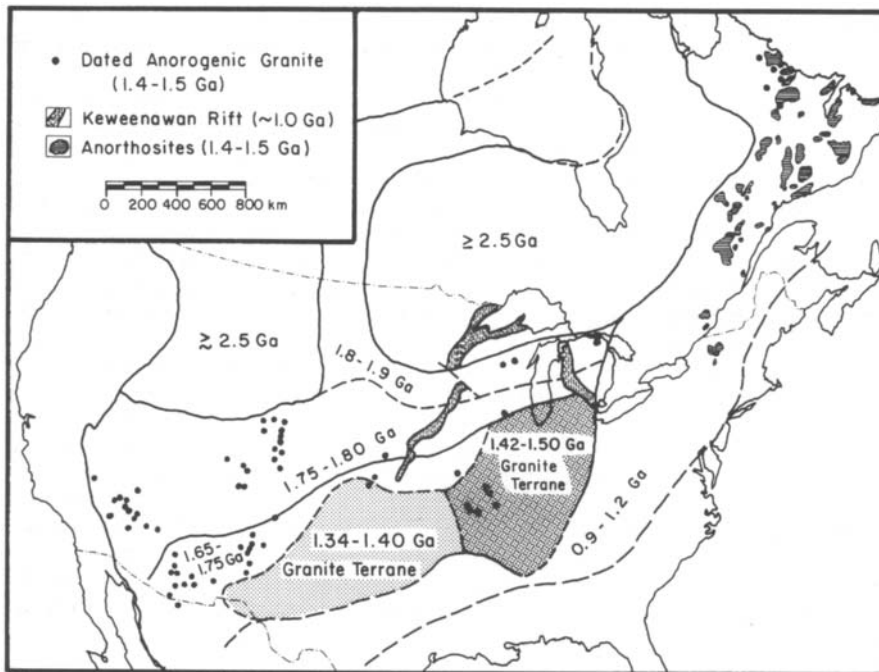 Dated Anorogenic Granite
(1.4-1.5 Ga)
Keweenawan Rift (~1.0 Ga)
Anorthosites (1.4-1.5 Ga)
0 200 400 600 800 km
≥ 2.5 Ga
≳ 2.5 Ga
1.8-1.9 Ga
1.75-1.80 Ga
1.42-1.50 Ga
Granite
Terrane
1.65-
1.75 Ga
1.34-1.40 Ga
Granite Terrane
0.9-1.2 Ga